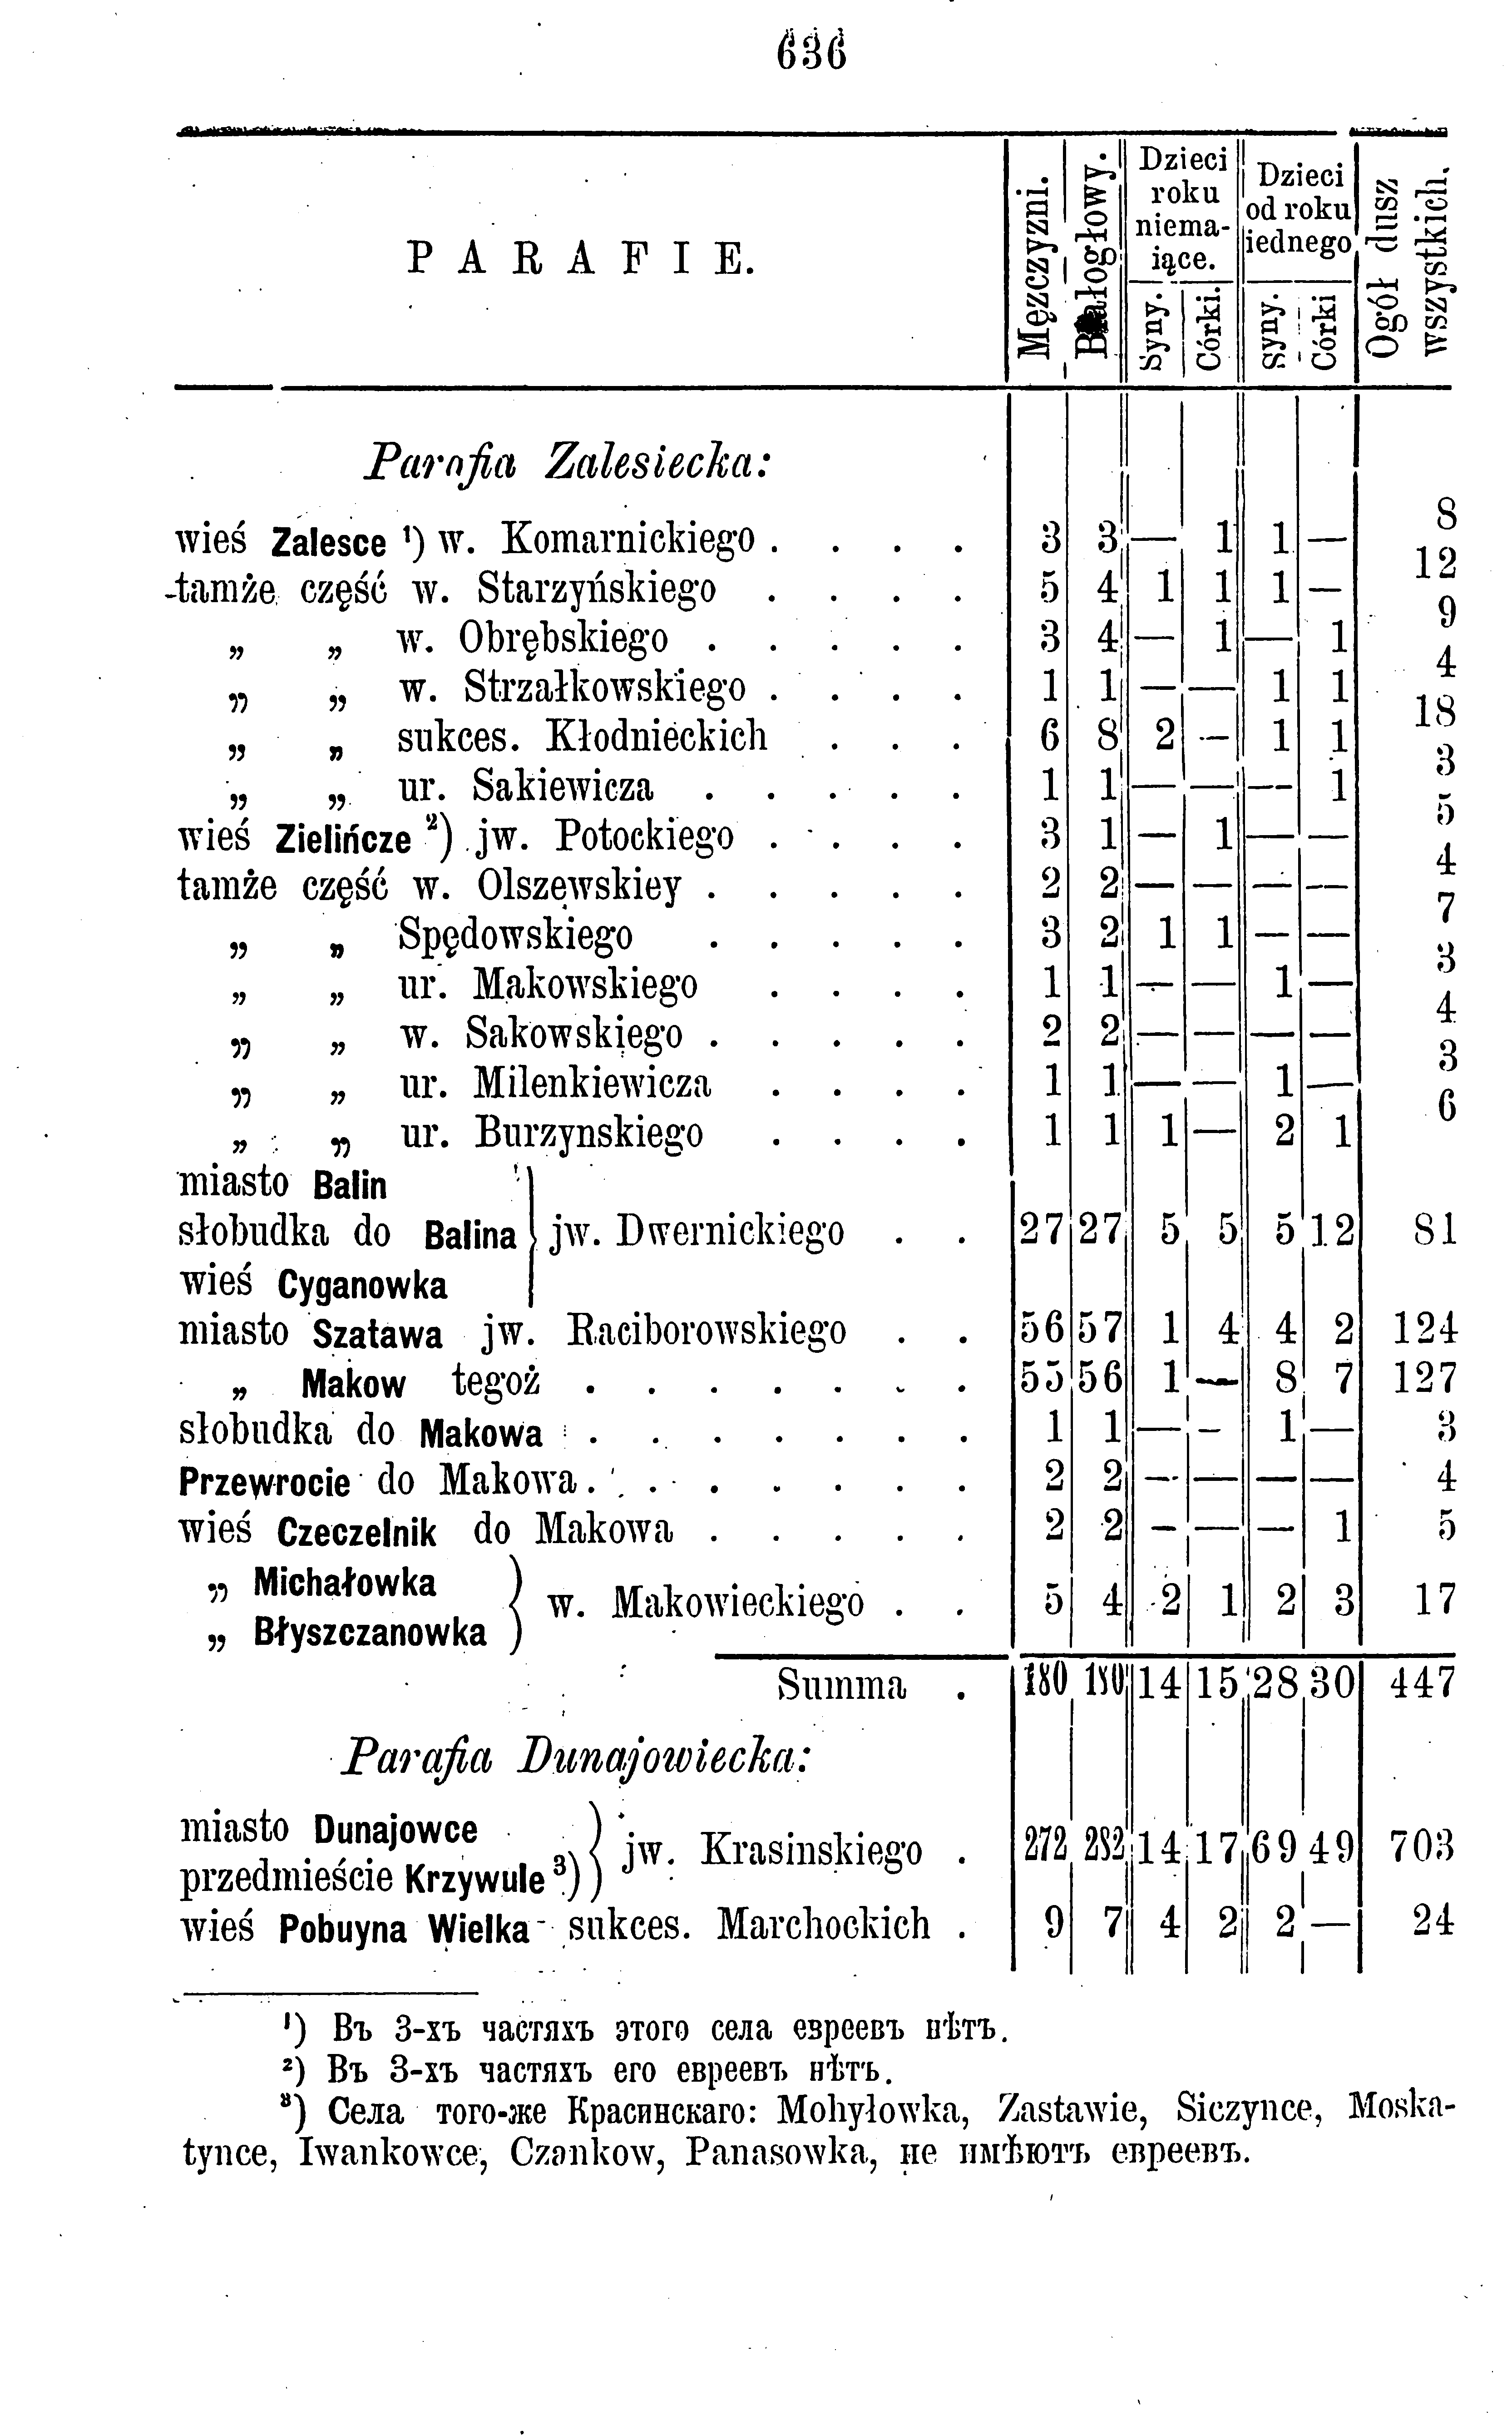 636
PARAFIE. Mężczyzni. Białogłowy. Dzieci roku niema-iące. Syny. Córki. Dzieci od roku iednego Syny. Córki Ogół dusz wszystkich.
Parafia Zalesiecka:
wieś Zalesce ¹) w. Komarnickiego . . . . 3 3 — 1 1 — 8
tamże część w. Starzyńskiego . . . . 5 4 1 1 1 — 12
„ „ w. Obrębskiego . . . . . 3 4 — 1 — 1 9
„ „ w. Strzałkowskiego . . . . 1 1 — — 1 1 4
„ „ sukces. Kłodnieckich . . . 6 8 2 — 1 1 18
„ „ ur. Sakiewicza . . . . . 1 1 — — — 1 3
wieś Zielińcze ²) jw. Potockiego . . . . 3 1 — 1 — — 5
tamże część w. Olszewskiey . . . . . 2 2 — — — — 4
„ „ Spędowskiego . . . . . 3 2 1 1 — — 7
„ „ ur. Makowskiego . . . . 1 1 — — 1 — 3
„ „ w. Sakowskiego . . . . . 2 2 — — — — 4
„ „ ur. Milenkiewicza . . . . 1 1 — — 1 — 3
„ „ ur. Burzynskiego . . . . 1 1 1 — 2 1 6
miasto Balin
słobudka do Balina } jw. Dwernickiego . . 27 27 5 5 5 12 81
wieś Cyganowka
miasto Szatawa jw. Raciborowskiego . . 56 57 1 4 4 2 124
„ Makow tegoż . . . . . . . 55 56 1 — 8 7 127
słobudka do Makowa . . . . . . . 1 1 — — 1 — 3
Przewrocie do Makowa . . . . . . . 2 2 — — — — 4
wieś Czeczelnik do Makowa . . . . . 2 2 — — — 1 5
„ Michałowka
„ Błyszczanowka } w. Makowieckiego . . 5 4 2 1 2 3 17
Summa . 180 180 14 15 28 30 447
Parafia Dunajowiecka:
miasto Dunajowce
przedmieście Krzywule ³) } jw. Krasinskiego . 272 282 14 17 69 49 703
wieś Pobuyna Wielka sukces. Marchockich . 9 7 4 2 2 — 24
¹) Въ 3-хъ частяхъ этого села евреевъ нѣтъ.
²) Въ 3-хъ частяхъ его евреевъ нѣтъ.
³) Села того-же Красинскаго: Mohyłowka, Zastawie, Siczynce, Moska-
tynce, Iwankowce, Czankow, Panasowka, не имѣютъ евреевъ.